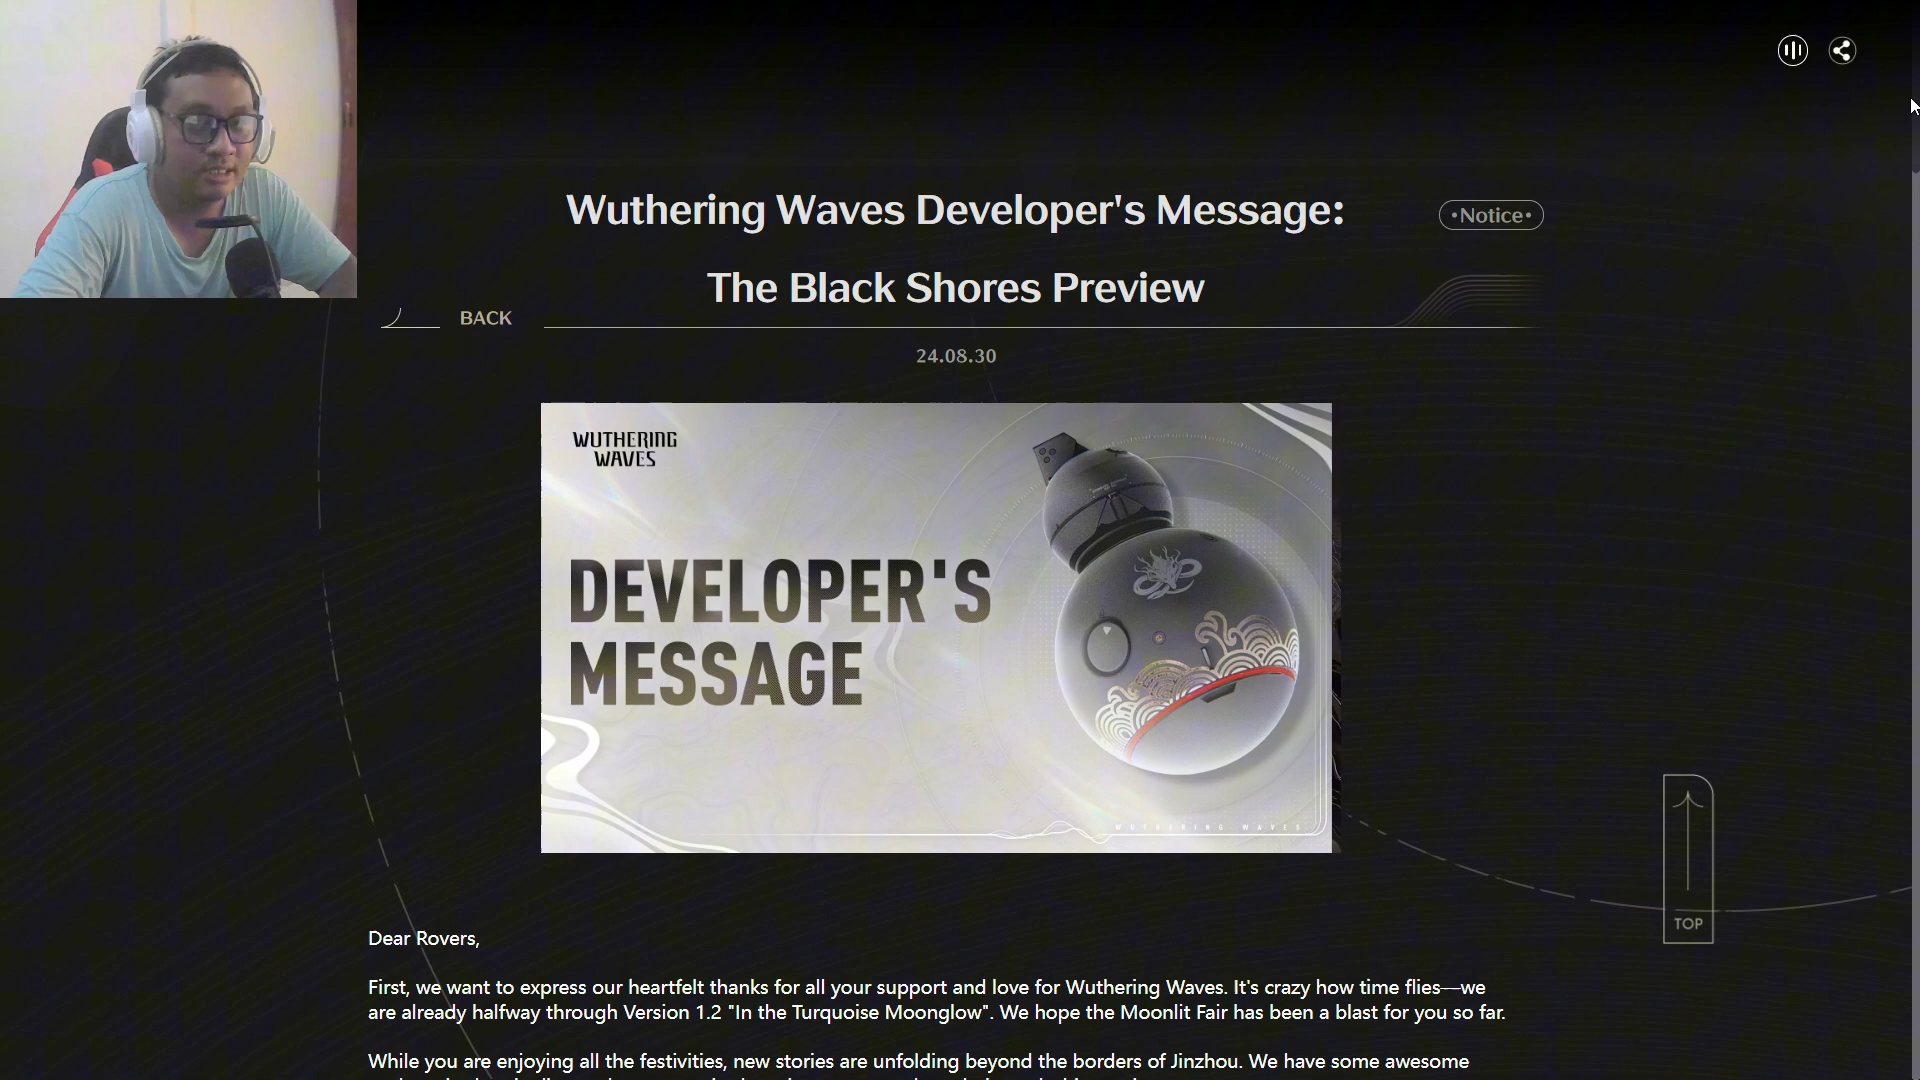 Wuthering Waves Developer's Message:
•Notice•
The Black Shores Preview
BACK
24.08.30
WUTHERING
WAVES
DEVELOPER'S
MESSAGE
WUTHERING WAVES
TOP
Dear Rovers,
First, we want to express our heartfelt thanks for all your support and love for Wuthering Waves. It's crazy how time flies—we
are already halfway through Version 1.2 "In the Turquoise Moonglow". We hope the Moonlit Fair has been a blast for you so far.
While you are enjoying all the festivities, new stories are unfolding beyond the borders of Jinzhou. We have some awesome